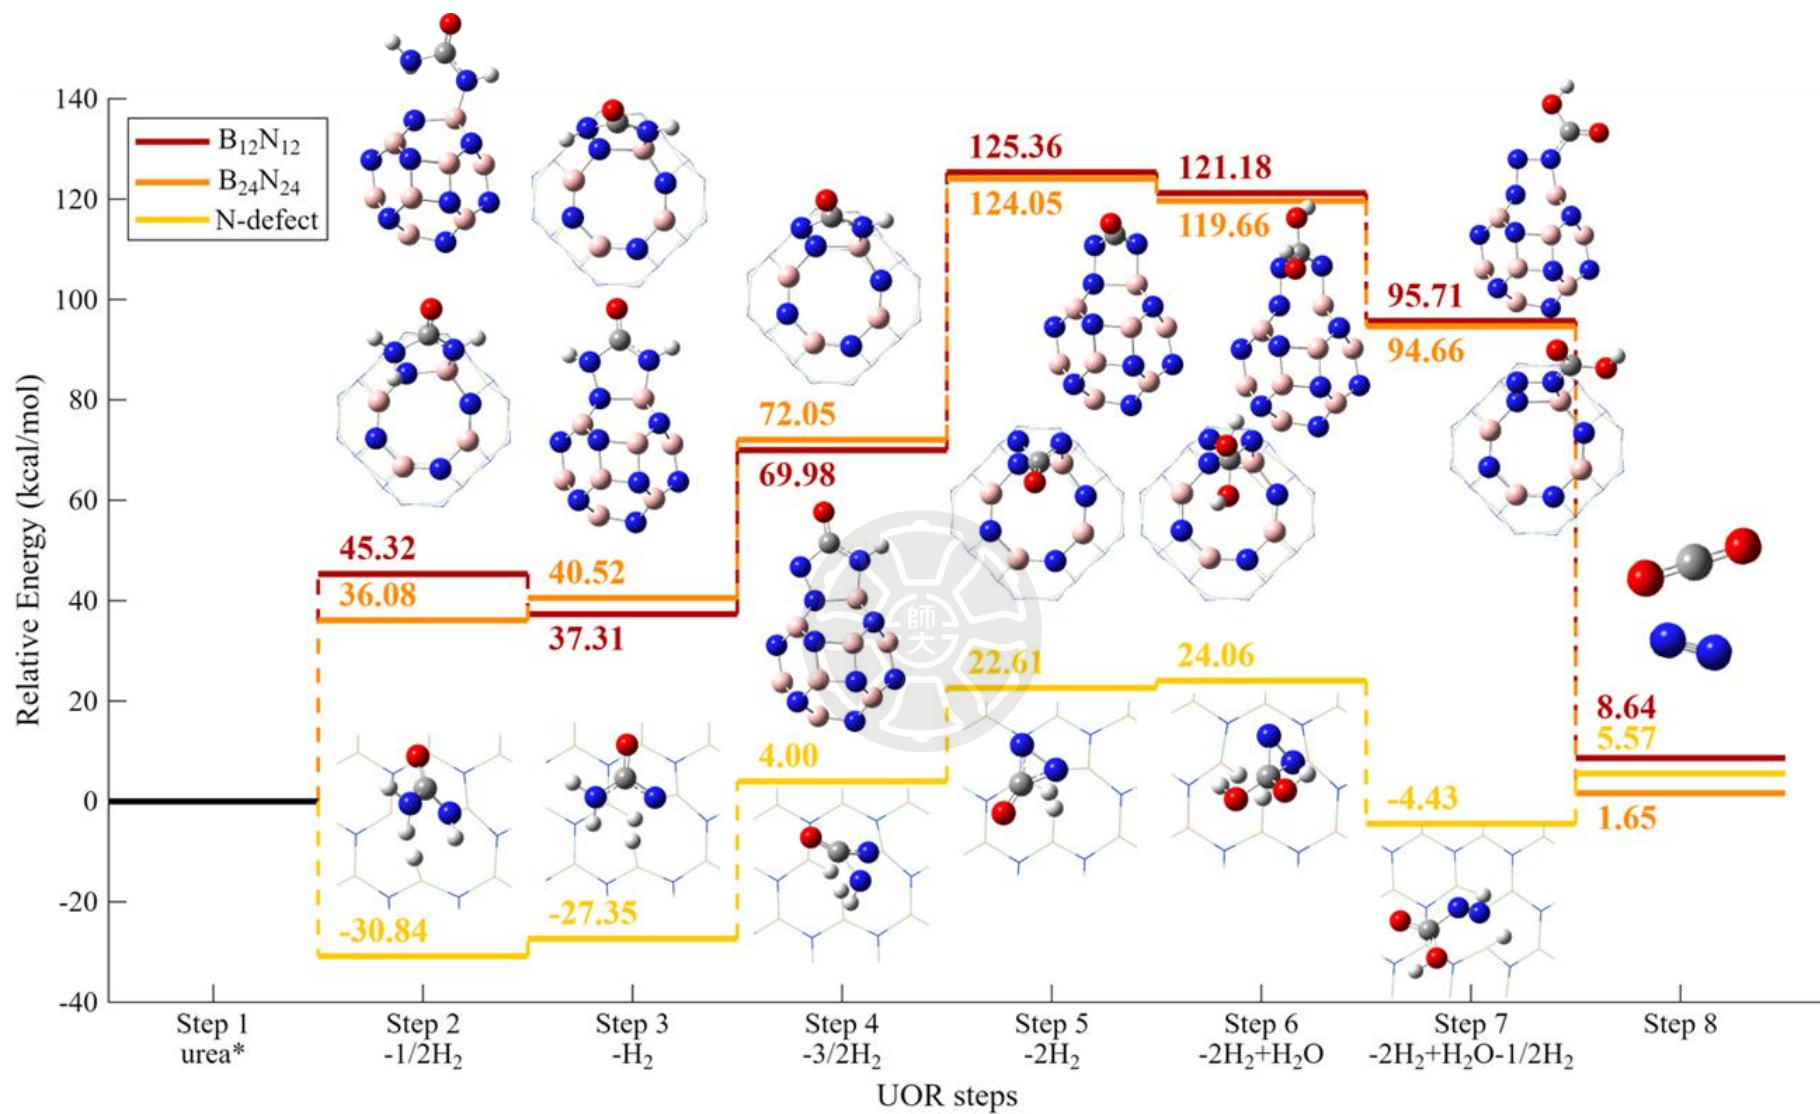 140
120
100
80
60
40
20
0
-20
-40
Relative Energy (kcal/mol)
B₁₂N₁₂
B₂₄N₂₄
N-defect
45.32
36.08
-30.84
40.52
37.31
-27.35
72.05
69.98
4.00
125.36
124.05
22.61
121.18
119.66
24.06
95.71
94.66
-4.43
8.64
5.57
1.65
師
大
Step 1
urea*
Step 2
-1/2H₂
Step 3
-H₂
Step 4
-3/2H₂
Step 5
-2H₂
Step 6
-2H₂+H₂O
Step 7
-2H₂+H₂O-1/2H₂
Step 8
UOR steps